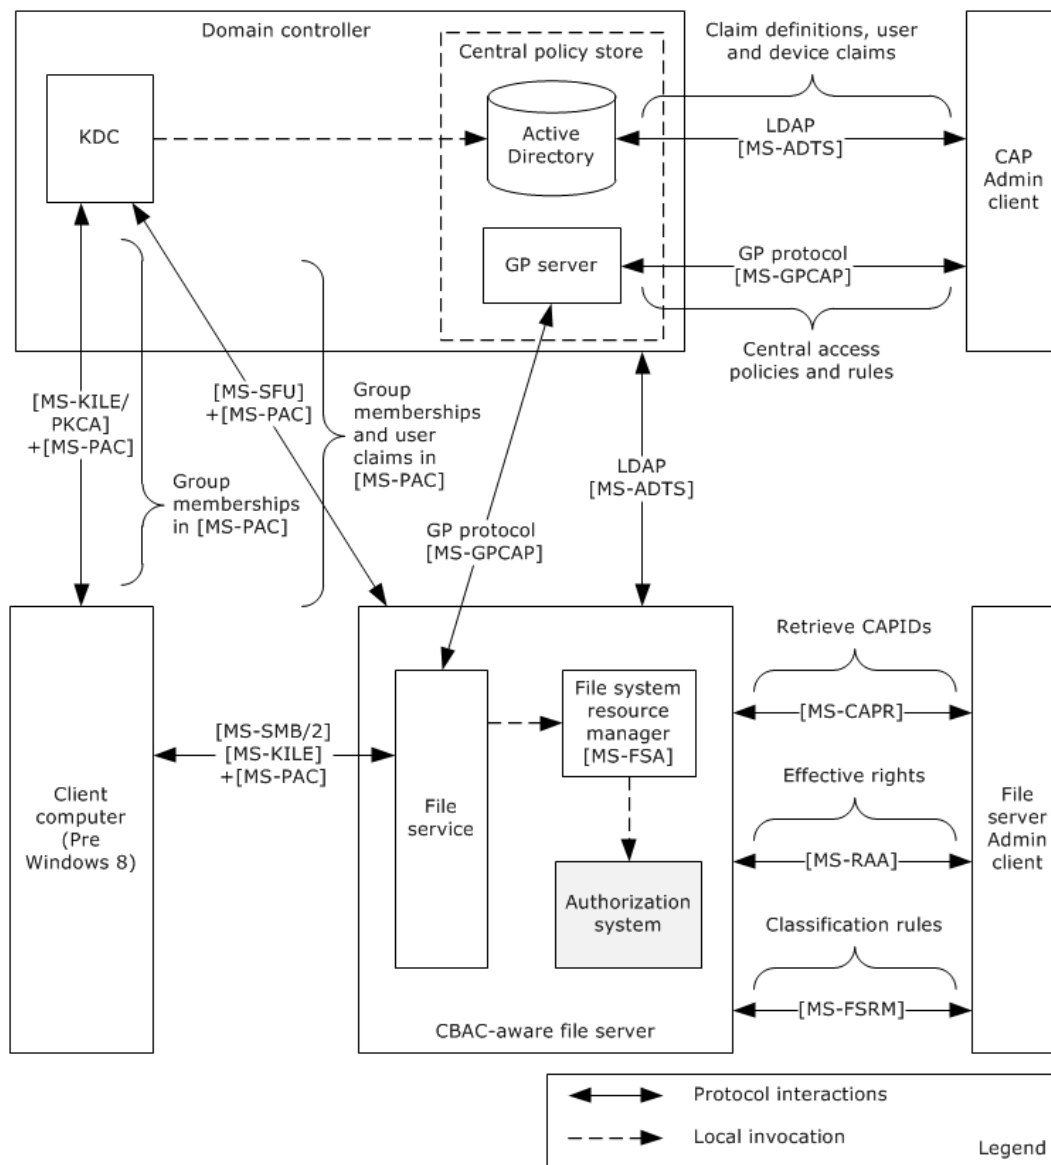 Domain controller
Central policy store
KDC
Active
Directory
GP server
Claim definitions, user
and device claims
LDAP
[MS-ADTS]
CAP
Admin
client
GP protocol
[MS-GPCAP]
Central access
policies and rules
[MS-KILE/
PKCA]
+[MS-PAC]
Group
memberships
in [MS-PAC]
[MS-SFU]
+[MS-PAC]
Group
memberships
and user
claims in
[MS-PAC]
GP protocol
[MS-GPCAP]
LDAP
[MS-ADTS]
Client
computer
(Pre
Windows 8)
[MS-SMB/2]
[MS-KILE]
+[MS-PAC]
File
service
File system
resource
manager
[MS-FSA]
Authorization
system
CBAC-aware file server
Retrieve CAPIDs
[MS-CAPR]
Effective rights
[MS-RAA]
Classification rules
[MS-FSRM]
File
server
Admin
client
Protocol interactions
Local invocation
Legend